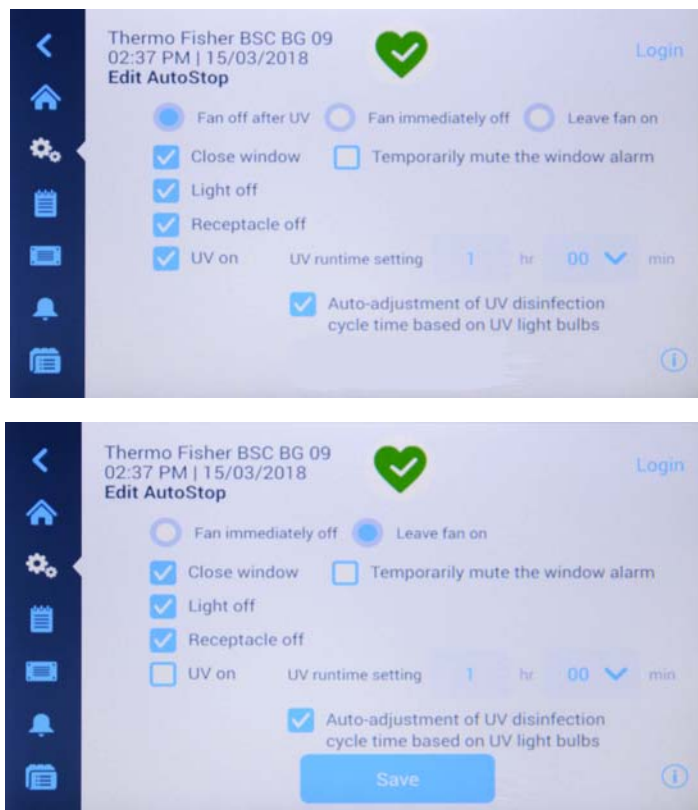 Thermo Fisher BSC BG 09
02:37 PM | 15/03/2018
Login
Edit AutoStop
Fan off after UV Fan immediately off Leave fan on
Close window Temporarily mute the window alarm
Light off
Receptacle off
UV on UV runtime setting 1 hr 00 min
Auto-adjustment of UV disinfection
cycle time based on UV light bulbs
Thermo Fisher BSC BG 09
02:37 PM | 15/03/2018
Login
Edit AutoStop
Fan immediately off Leave fan on
Close window Temporarily mute the window alarm
Light off
Receptacle off
UV on UV runtime setting 1 hr 00 min
Auto-adjustment of UV disinfection
cycle time based on UV light bulbs
Save